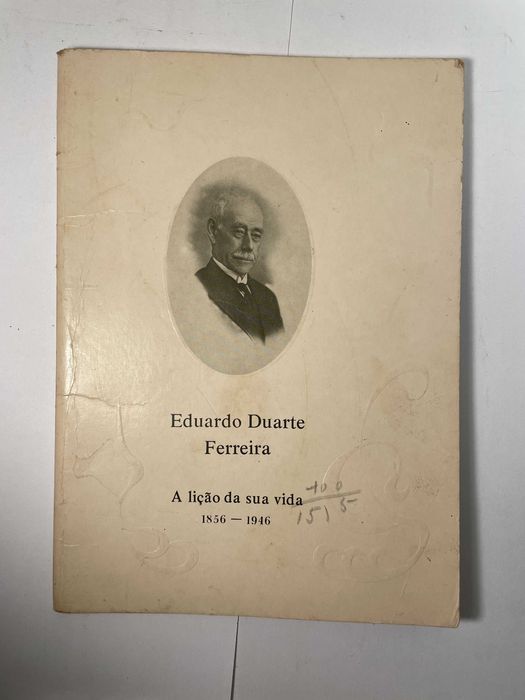 Eduardo Duarte
Ferreira
A lição da sua vida
1856 — 1946